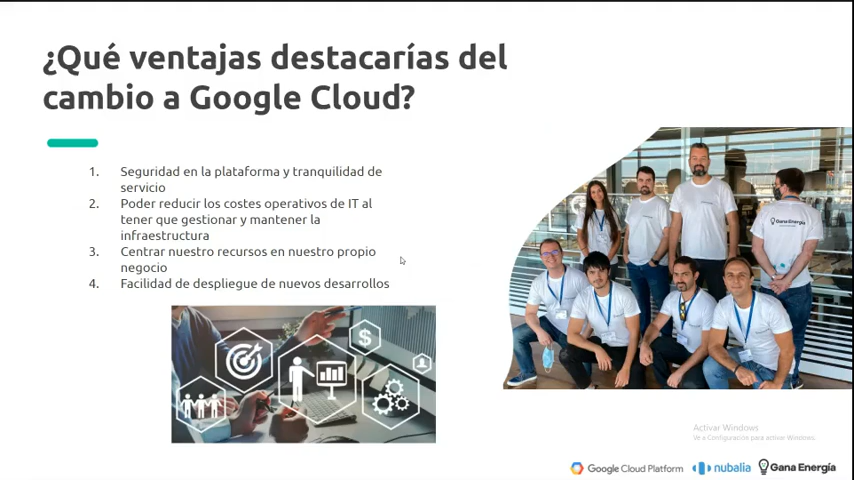 ¿Qué ventajas destacarías del
cambio a Google Cloud?
1. Seguridad en la plataforma y tranquilidad de
servicio
2. Poder reducir los costes operativos de IT al
tener que gestionar y mantener la
infraestructura
3. Centrar nuestro recursos en nuestro propio
negocio
4. Facilidad de despliegue de nuevos desarrollos
$
Gana Energía
Activar Windows
Ve a Configuración para activar Windows.
Google Cloud Platform
nubalia
Gana Energía